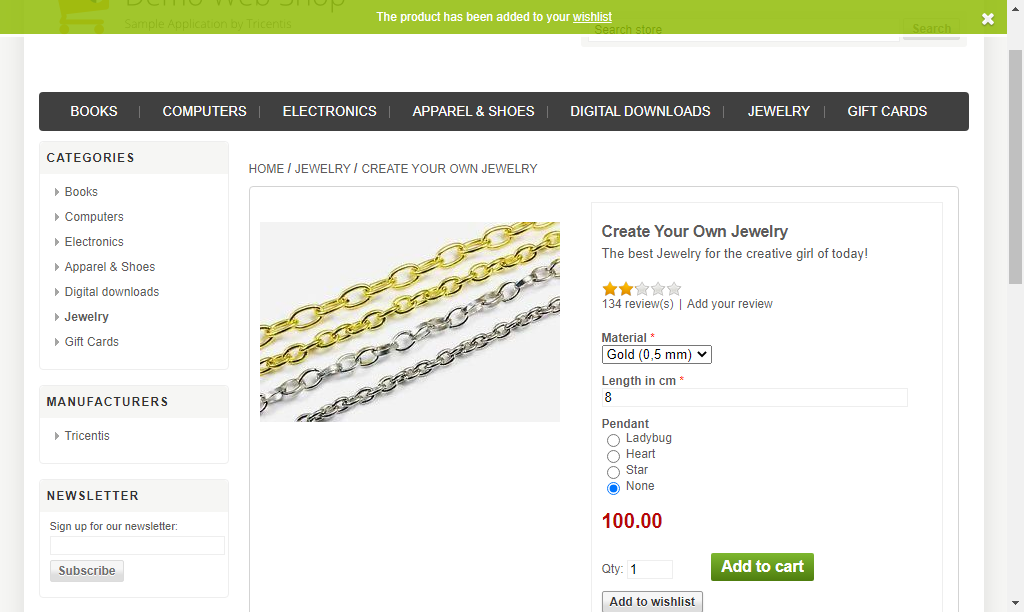 The product has been added to your wishlist
Demo Web Shop
Sample Application by Tricentis
Search store
Search
BOOKS
COMPUTERS
ELECTRONICS
APPAREL & SHOES
DIGITAL DOWNLOADS
JEWELRY
GIFT CARDS
CATEGORIES
Books
Computers
Electronics
Apparel & Shoes
Digital downloads
Jewelry
Gift Cards
MANUFACTURERS
Tricentis
NEWSLETTER
Sign up for our newsletter:
Subscribe
HOME / JEWELRY / CREATE YOUR OWN JEWELRY
Create Your Own Jewelry
The best Jewelry for the creative girl of today!
134 review(s) | Add your review
Material *
Gold (0,5 mm)
Length in cm *
8
Pendant
Ladybug
Heart
Star
None
100.00
Qty: 1
Add to cart
Add to wishlist